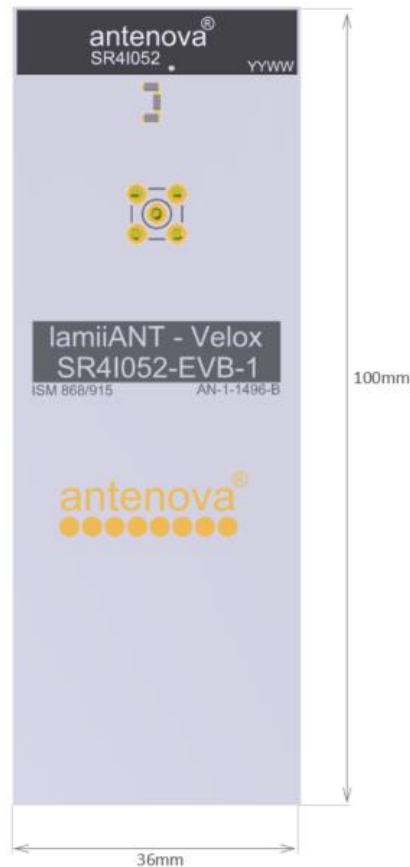 antenova®
SR4I052
YYWW
lamiiANT - Velox
SR4I052-EVB-1
ISM 868/915 AN-1-1496-B
100mm
antenova®
36mm